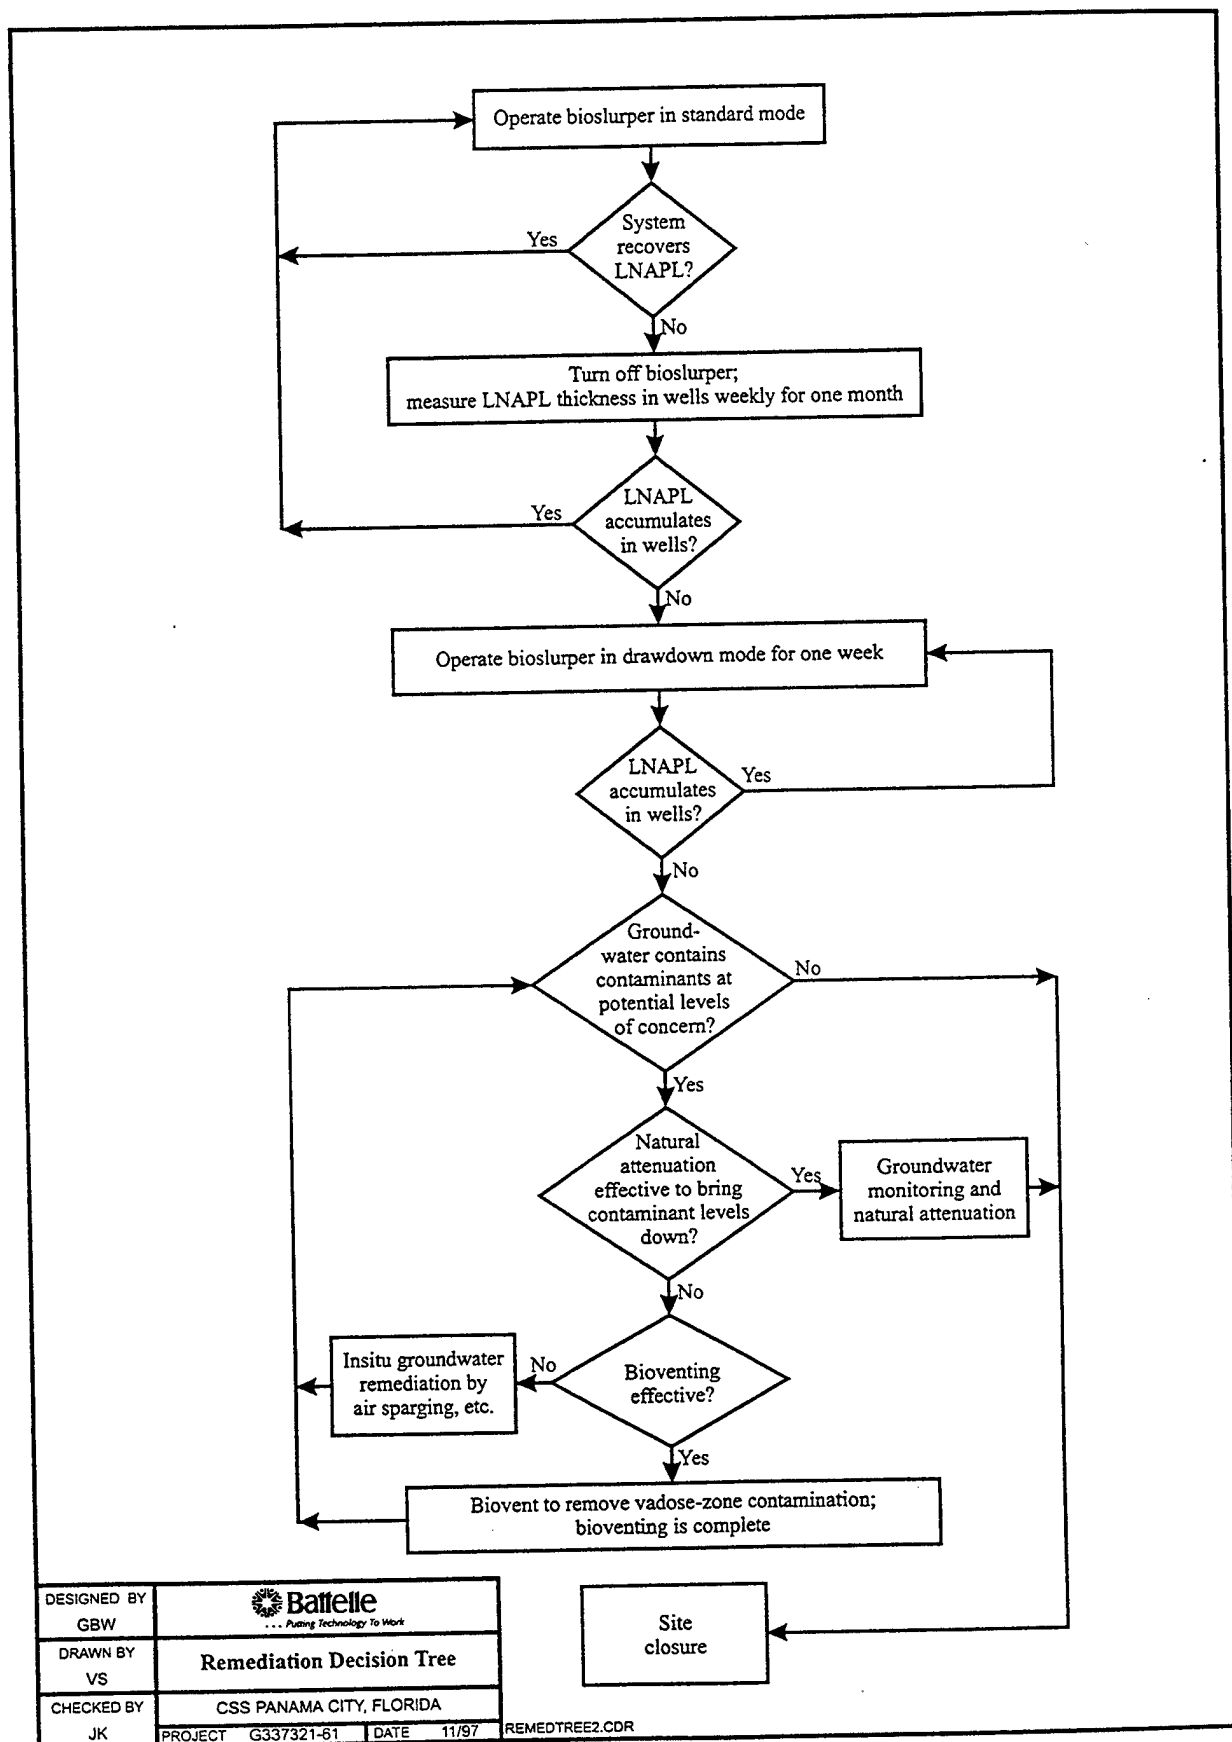 Operate bioslurper in standard mode
System
recovers
LNAPL?
Yes
No
Turn off bioslurper;
measure LNAPL thickness in wells weekly for one month
LNAPL
accumulates
in wells?
Yes
No
Operate bioslurper in drawdown mode for one week
LNAPL
accumulates
in wells?
Yes
No
Ground-
water contains
contaminants at
potential levels
of concern?
No
Yes
Natural
attenuation
effective to bring
contaminant levels
down?
Yes
Groundwater
monitoring and
natural attenuation
No
Bioventing
effective?
No
Insitu groundwater
remediation by
air sparging, etc.
Yes
Biovent to remove vadose-zone contamination;
bioventing is complete
Site
closure
DESIGNED BY
GBW
Battelle
... Putting Technology To Work
DRAWN BY
VS
Remediation Decision Tree
CHECKED BY
JK
CSS PANAMA CITY, FLORIDA
PROJECT G337321-61 DATE 11/97
REMEDTREE2.CDR